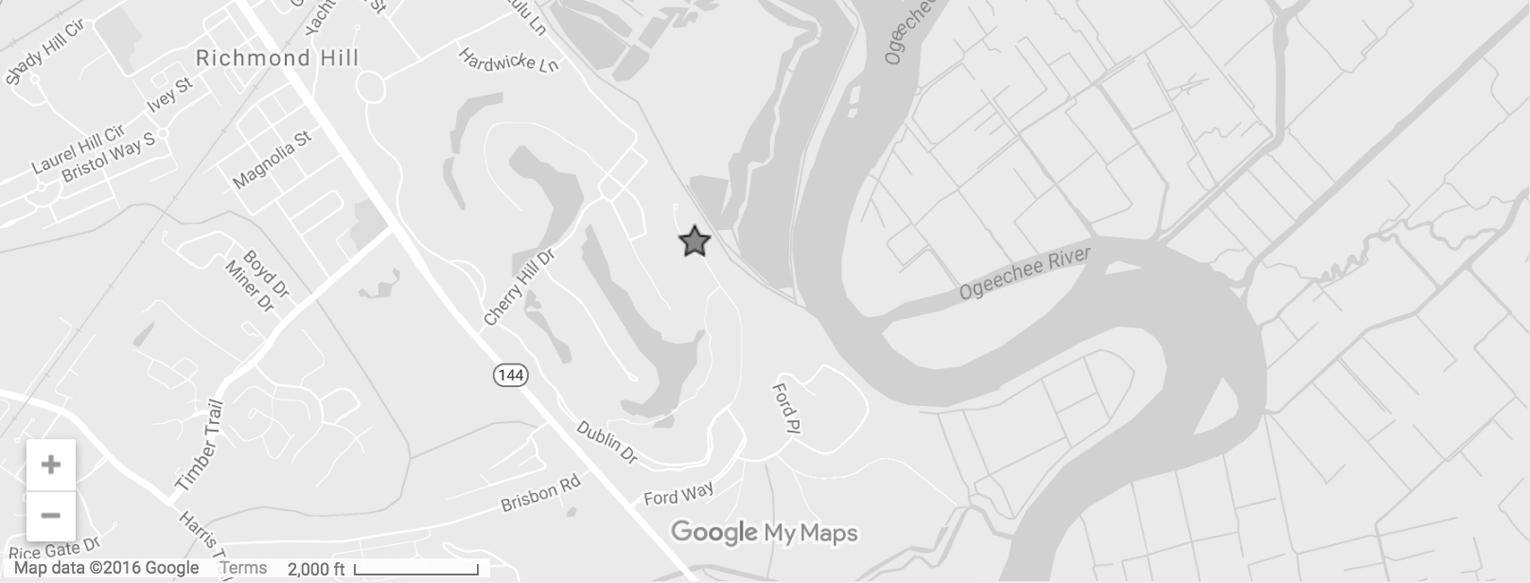 Shady Hill Cir
Yacht
St
Lulu Ln
Ogeechee
Richmond Hill
Hardwicke Ln
Ivey St
Laurel Hill Cir
Bristol Way S
Magnolia St
Boyd Dr
Miner Dr
Cherry Hill Dr
Ogeechee River
144
Timber Trail
Dublin Dr
Ford Pl
Brisbon Rd
Ford Way
Harris T
Google My Maps
Rice Gate Dr
Map data ©2016 Google
Terms
2,000 ft